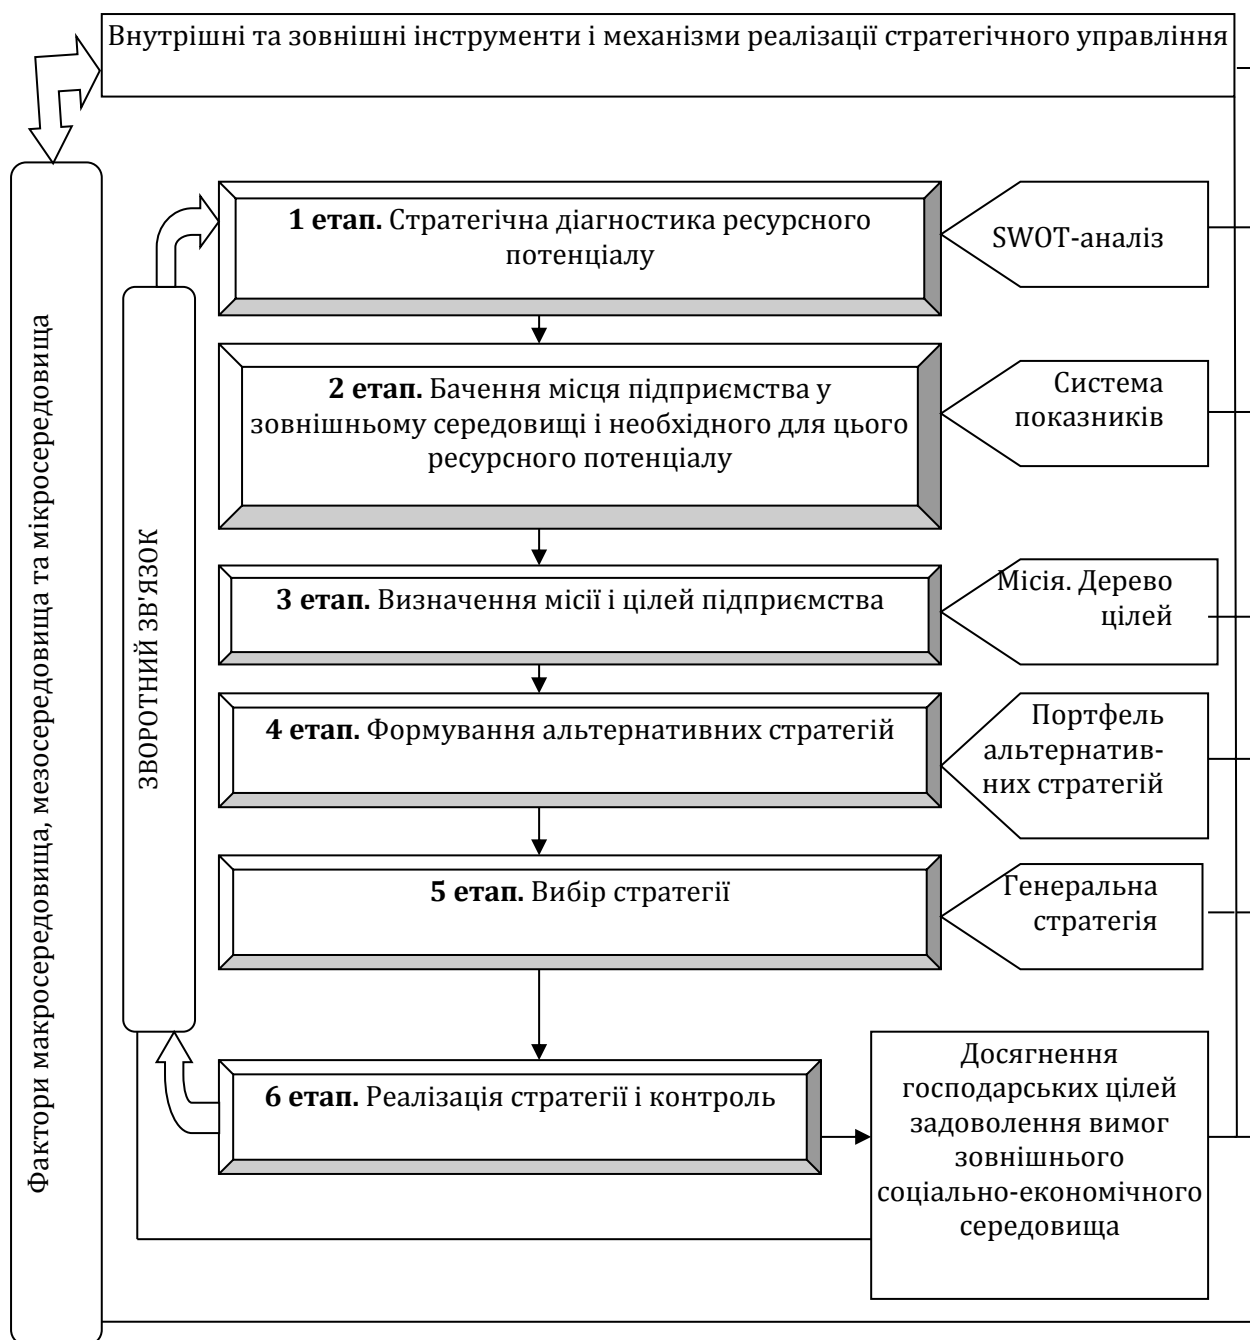 Внутрішні та зовнішні інструменти і механізми реалізації стратегічного управління
Фактори макросередовища, мезосередовища та мікросередовища
ЗВОРОТНИЙ ЗВ'ЯЗОК
1 етап. Стратегічна діагностика ресурсного
потенціалу
SWOT-аналіз
2 етап. Бачення місця підприємства у
зовнішньому середовищі і необхідного для цього
ресурсного потенціалу
Система
показників
3 етап. Визначення місії і цілей підприємства
Місія. Дерево
цілей
4 етап. Формування альтернативних стратегій
Портфель
альтернатив-
них стратегій
5 етап. Вибір стратегії
Генеральна
стратегія
6 етап. Реалізація стратегії і контроль
Досягнення
господарських цілей
задоволення вимог
зовнішнього
соціально-економічного
середовища